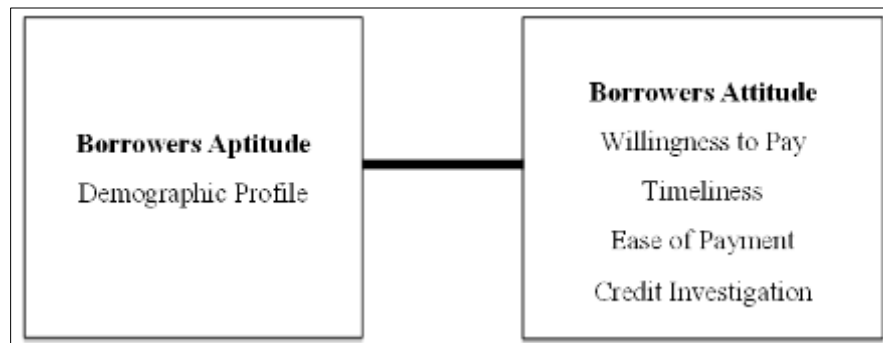 Borrowers Aptitude
Demographic Profile
Borrowers Attitude
Willingness to Pay
Timeliness
Ease of Payment
Credit Investigation